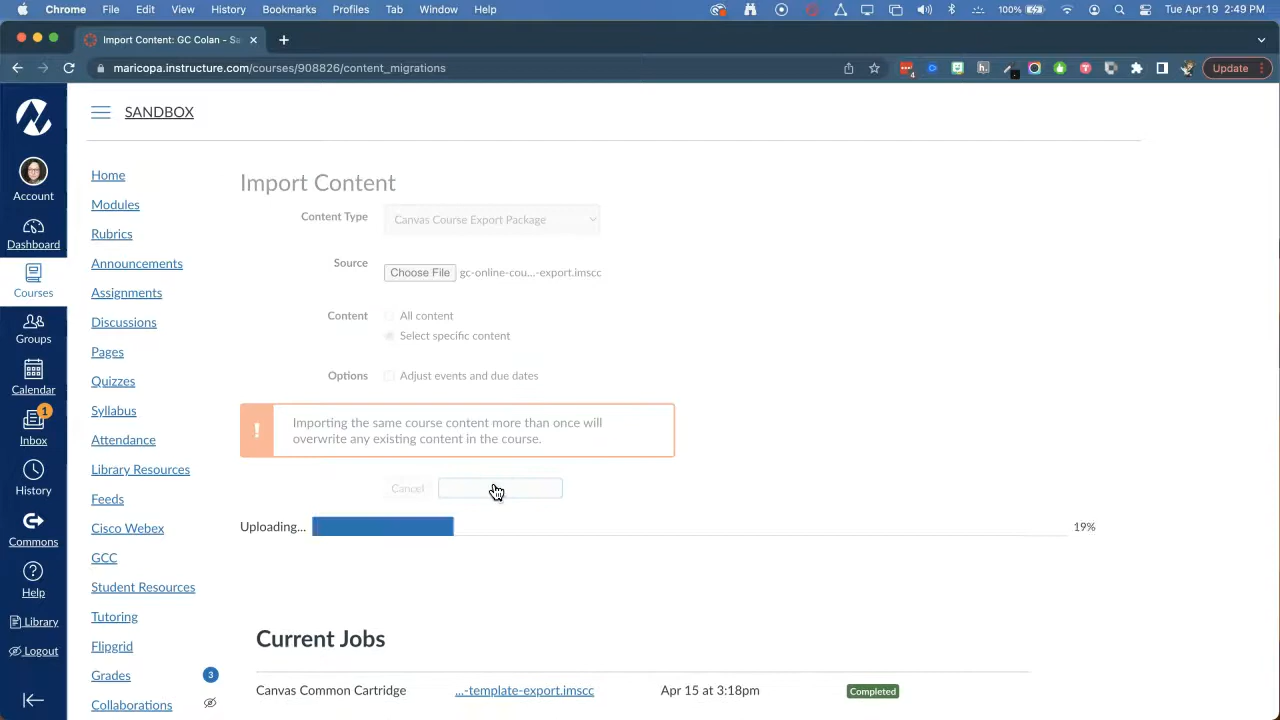 Chrome File Edit View History Bookmarks Profiles Tab Window Help 100% Tue Apr 19 2:49 PM
Import Content: GC Colan - Sa
maricopa.instructure.com/courses/908826/content_migrations Update
SANDBOX
Account
Dashboard
Courses
Groups
Calendar
1
Inbox
History
Commons
Help
Library
Logout
Home
Modules
Rubrics
Announcements
Assignments
Discussions
Pages
Quizzes
Syllabus
Attendance
Library Resources
Feeds
Cisco Webex
GCC
Student Resources
Tutoring
Flipgrid
Grades 3
Collaborations
Import Content
Content Type Canvas Course Export Package
Source Choose File gc-online-cou...-export.imscc
Content All content
Select specific content
Options Adjust events and due dates
! Importing the same course content more than once will
overwrite any existing content in the course.
Cancel
Uploading... 19%
Current Jobs
Canvas Common Cartridge ...-template-export.imscc Apr 15 at 3:18pm Completed